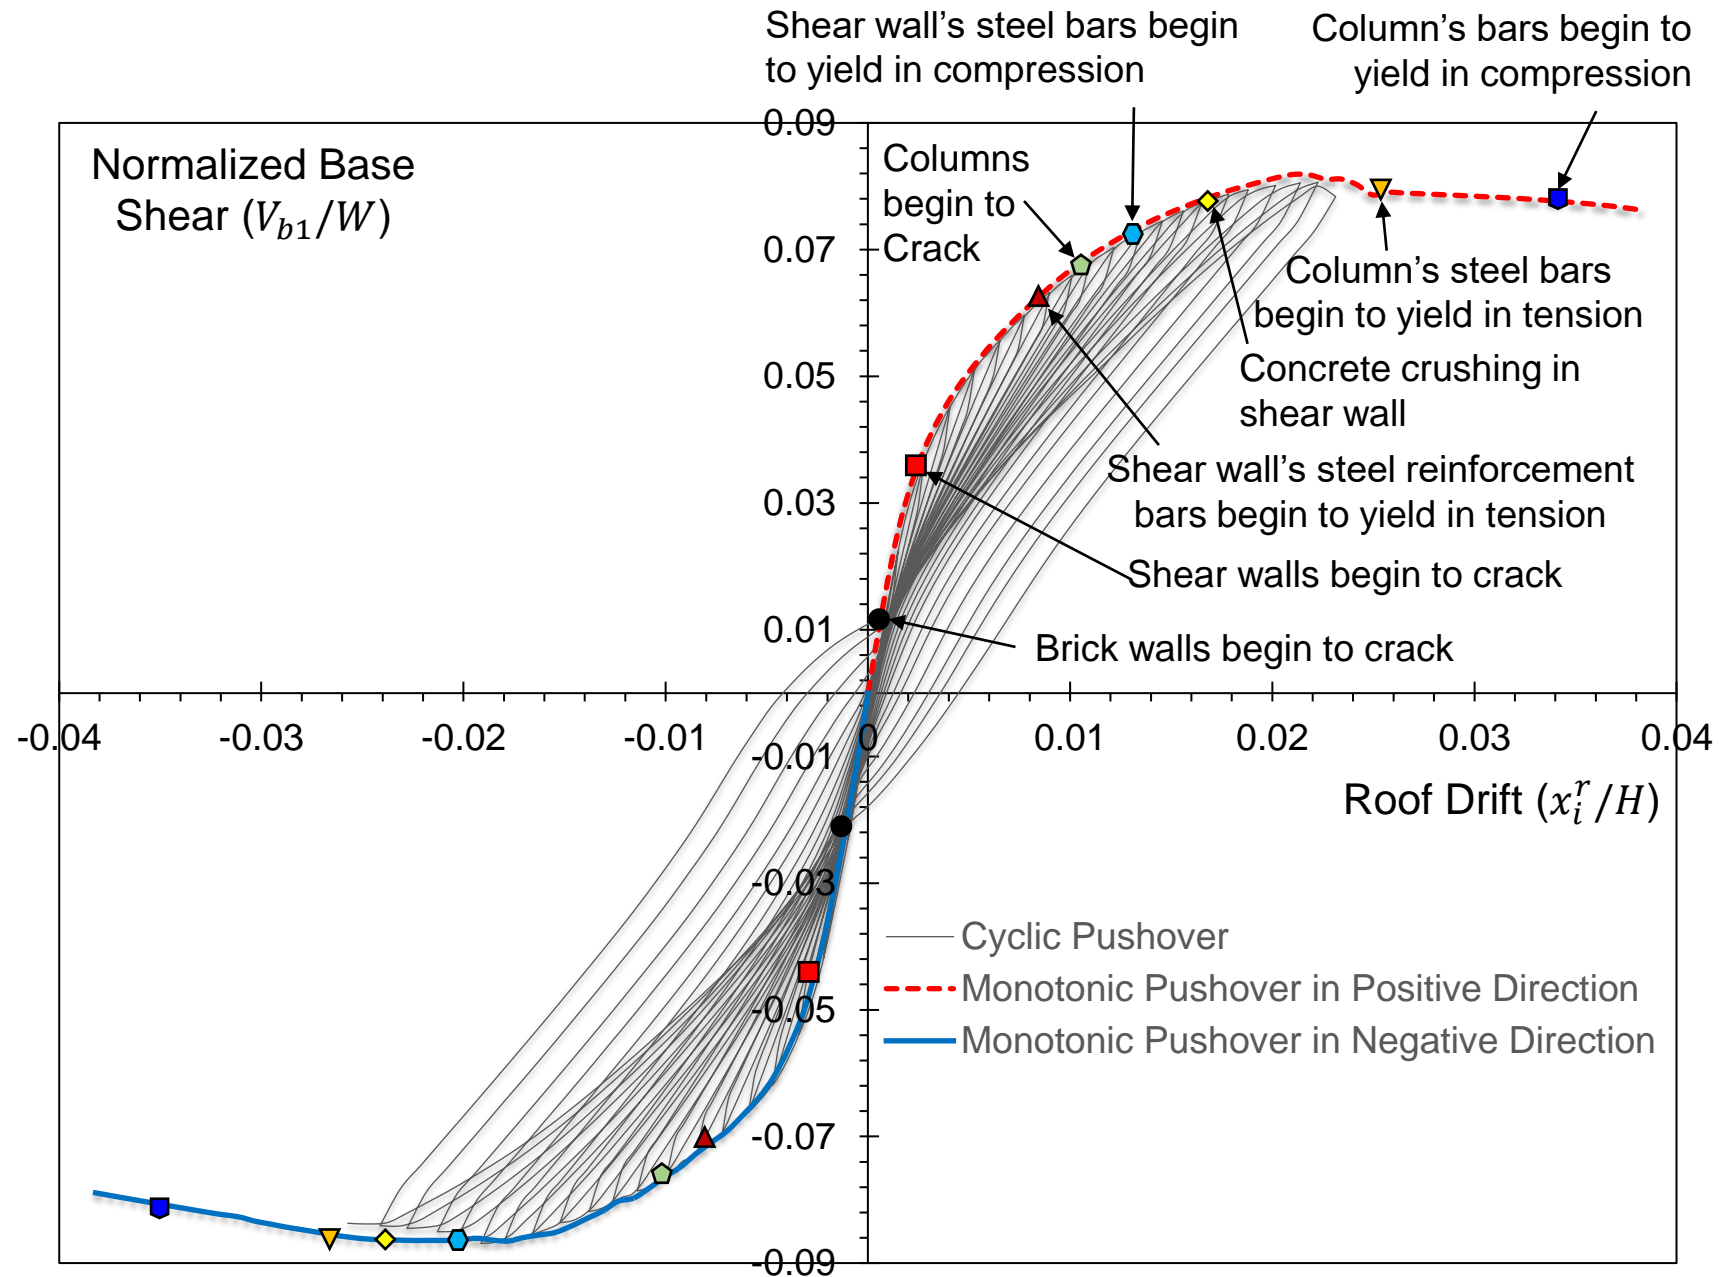 Shear wall's steel bars begin
to yield in compression
Column's bars begin to
yield in compression
Normalized Base
Shear (V_{b1}/W)
Columns
begin to
Crack
Column's steel bars
begin to yield in tension
Concrete crushing in
shear wall
Shear wall's steel reinforcement
bars begin to yield in tension
Shear walls begin to crack
Brick walls begin to crack
0.09
0.07
0.05
0.03
0.01
-0.01
-0.03
-0.05
-0.07
-0.09
-0.04
-0.03
-0.02
-0.01
0
0.01
0.02
0.03
0.04
Roof Drift (x_i^r/H)
Cyclic Pushover
Monotonic Pushover in Positive Direction
Monotonic Pushover in Negative Direction